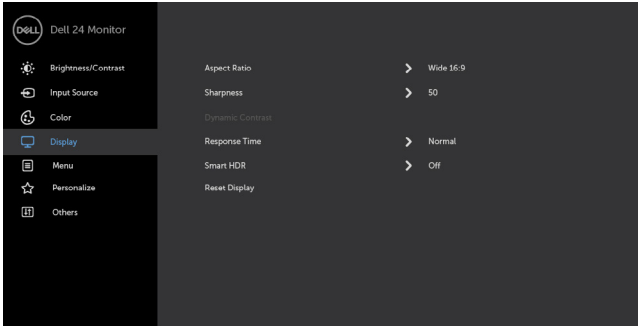 DELL Dell 24 Monitor
Brightness/Contrast
Input Source
Color
Display
Menu
Personalize
Others
Aspect Ratio Wide 16:9
Sharpness 50
Dynamic Contrast
Response Time Normal
Smart HDR Off
Reset Display